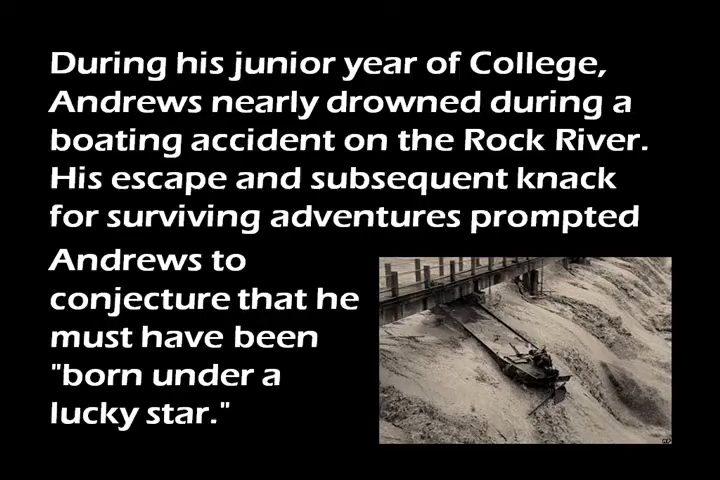 During his junior year of College,
Andrews nearly drowned during a
boating accident on the Rock River.
His escape and subsequent knack
for surviving adventures prompted
Andrews to
conjecture that he
must have been
"born under a
lucky star."